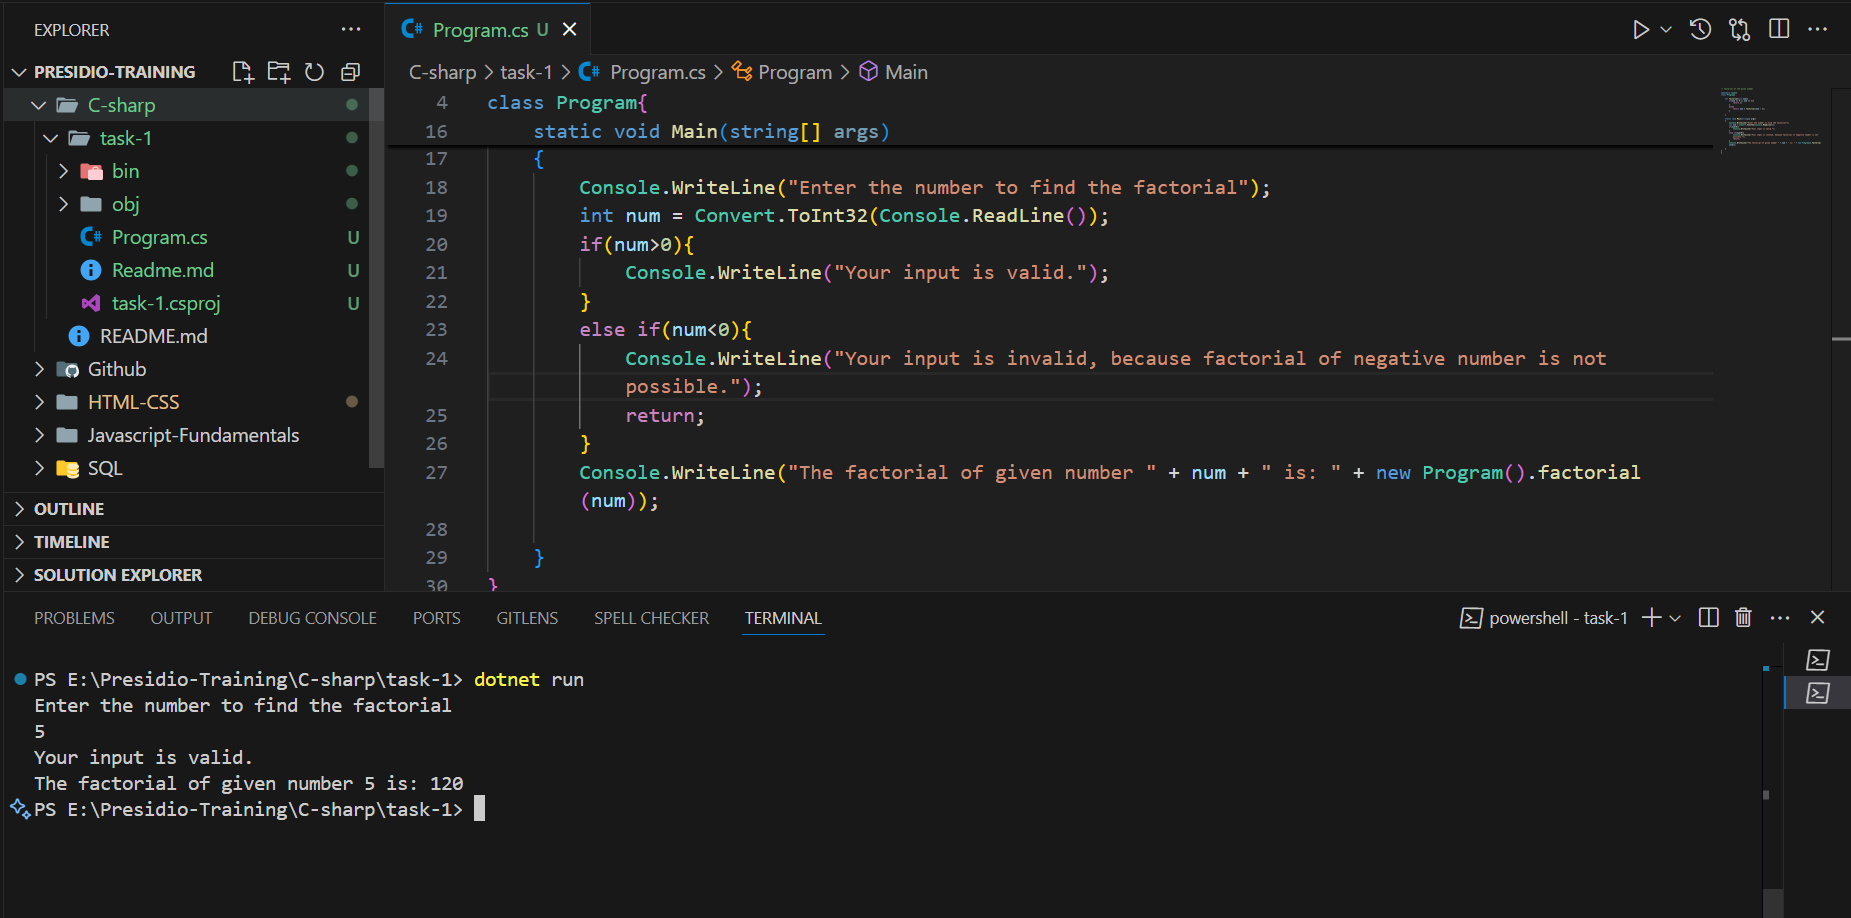 EXPLORER
PRESIDIO-TRAINING
C-sharp
task-1
bin
obj
Program.cs U
Readme.md U
task-1.csproj U
README.md
Github
HTML-CSS
Javascript-Fundamentals
SQL
OUTLINE
TIMELINE
SOLUTION EXPLORER
Program.cs U
C-sharp > task-1 > Program.cs > Program > Main
4 class Program{
16 static void Main(string[] args)
17 {
18 Console.WriteLine("Enter the number to find the factorial");
19 int num = Convert.ToInt32(Console.ReadLine());
20 if(num>0){
21 Console.WriteLine("Your input is valid.");
22 }
23 else if(num<0){
24 Console.WriteLine("Your input is invalid, because factorial of negative number is not
possible.");
25 return;
26 }
27 Console.WriteLine("The factorial of given number " + num + " is: " + new Program().factorial
(num));
28
29 }
30 }
PROBLEMS OUTPUT DEBUG CONSOLE PORTS GITLENS SPELL CHECKER TERMINAL
powershell - task-1
PS E:\Presidio-Training\C-sharp\task-1> dotnet run
Enter the number to find the factorial
5
Your input is valid.
The factorial of given number 5 is: 120
PS E:\Presidio-Training\C-sharp\task-1>